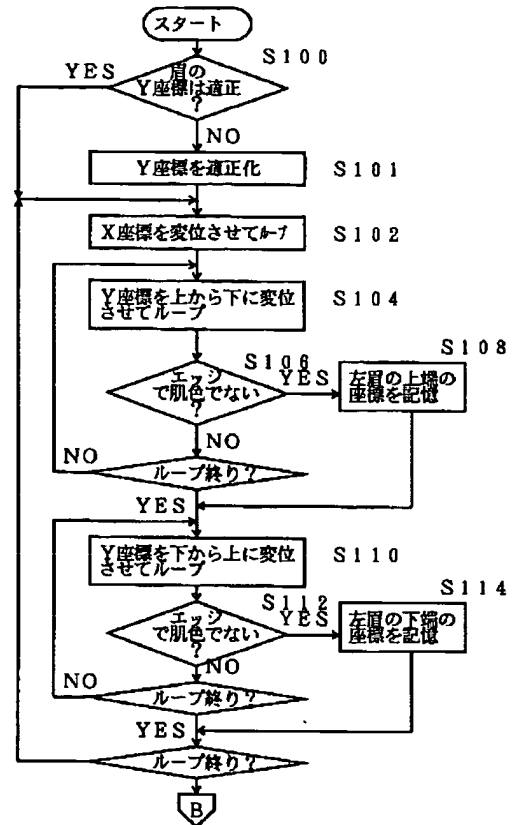 スタート
S100
YES
眉の
Y座標は適正
?
NO
Y座標を適正化
S101
X座標を変位させてループ
S102
Y座標を上から下に変位
させてループ
S104
S106
エッジ
で肌色でない
?
YES
S108
左眉の上端の
座標を記憶
NO
NO
ループ終り?
YES
Y座標を下から上に変位
させてループ
S110
S112
エッジ
で肌色でない
?
YES
S114
左眉の下端の
座標を記憶
NO
NO
ループ終り?
YES
ループ終り?
B